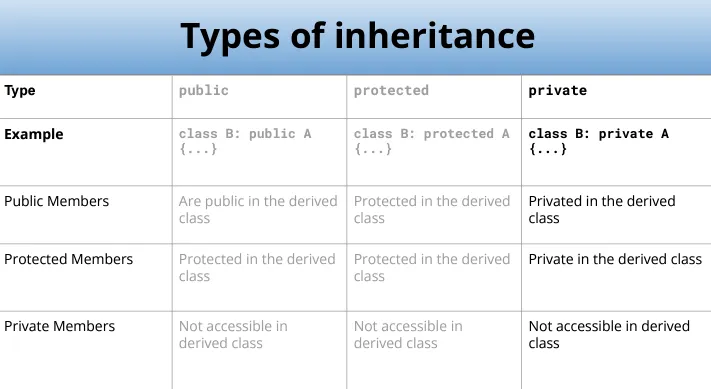 Types of inheritance
Type public protected private
Example class B: public A class B: protected A class B: private A
{...} {...} {...}
Public Members Are public in the derived Protected in the derived Privated in the derived
class class class
Protected Members Protected in the derived Protected in the derived Private in the derived class
class class
Private Members Not accessible in Not accessible in Not accessible in derived
derived class derived class class